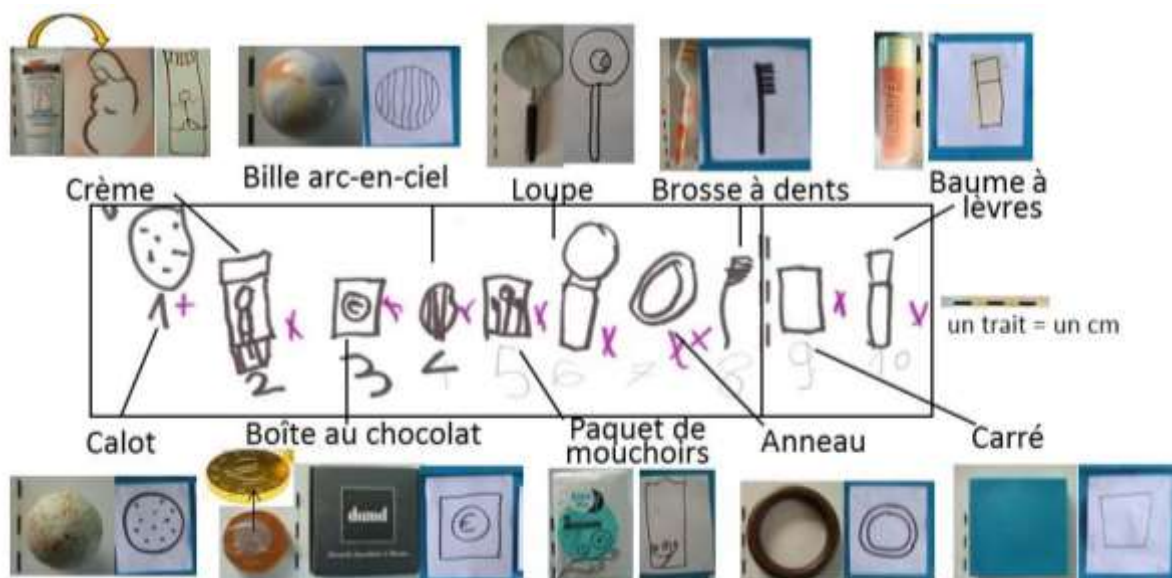 Crème
Bille arc-en-ciel
Loupe
Brosse à dents
Baume à
lèvres
1 +
x
2
€
x
3
x
4
x
5
x
6
7
x x
8
x
9
v
10
un trait = un cm
Calot
Boîte au chocolat
Paquet de
mouchoirs
Anneau
Carré
dumd
€